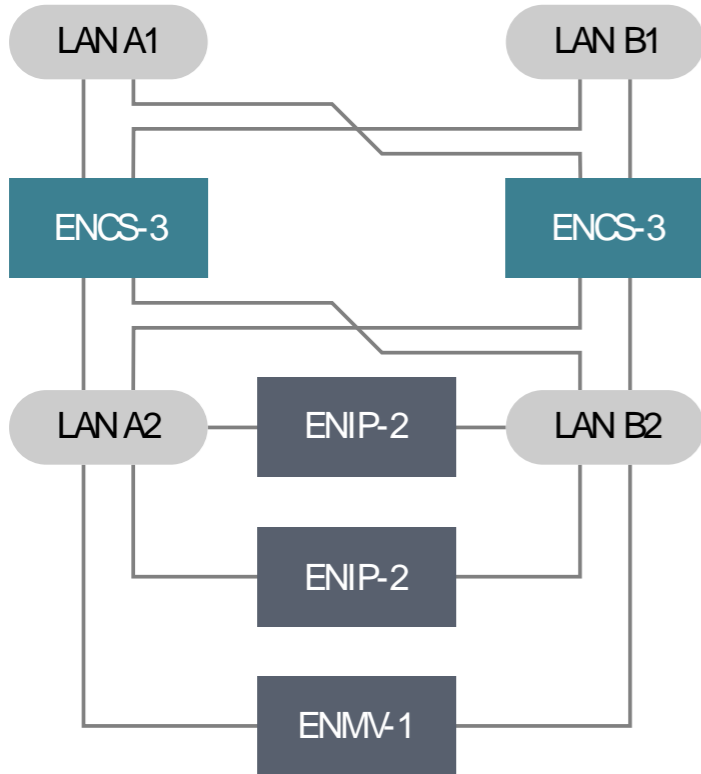 LAN A1
LAN B1
ENCS-3
ENCS-3
LAN A2
ENIP-2
LAN B2
ENIP-2
ENMV-1